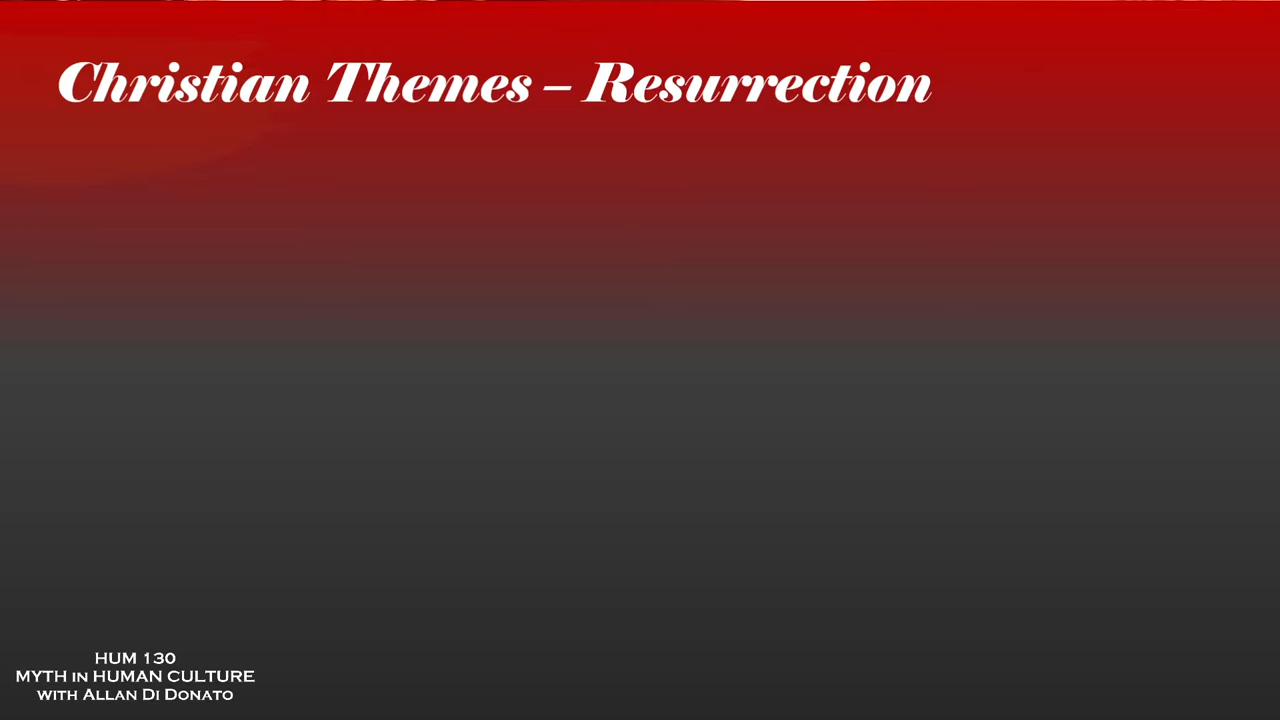 Christian Themes – Resurrection
HUM 130
MYTH in HUMAN CULTURE
WITH ALLAN DI DONATO